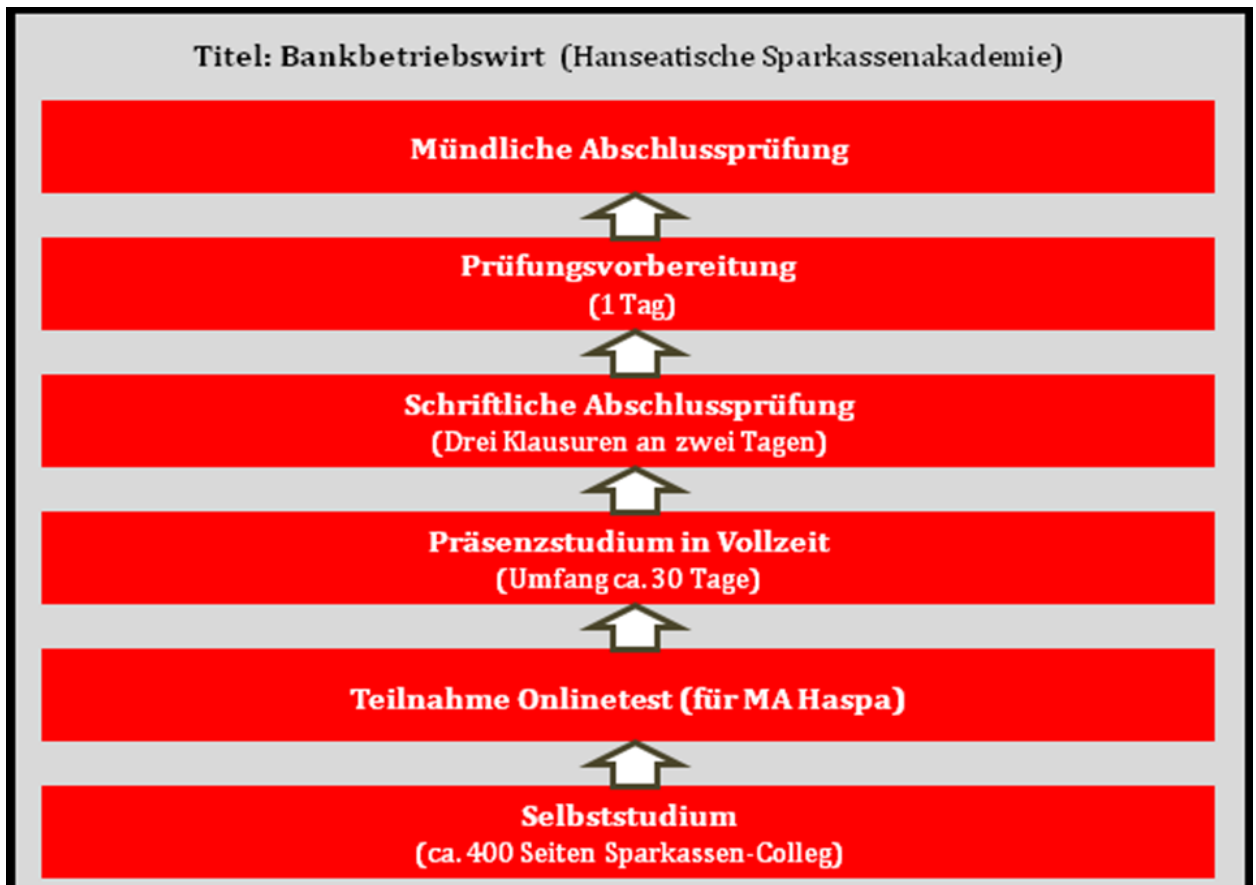 Titel: Bankbetriebswirt (Hanseatische Sparkassenakademie)
Mündliche Abschlussprüfung
Prüfungsvorbereitung
(1 Tag)
Schriftliche Abschlussprüfung
(Drei Klausuren an zwei Tagen)
Präsenzstudium in Vollzeit
(Umfang ca. 30 Tage)
Teilnahme Onlinetest (für MA Haspa)
Selbststudium
(ca. 400 Seiten Sparkassen-Colleg)